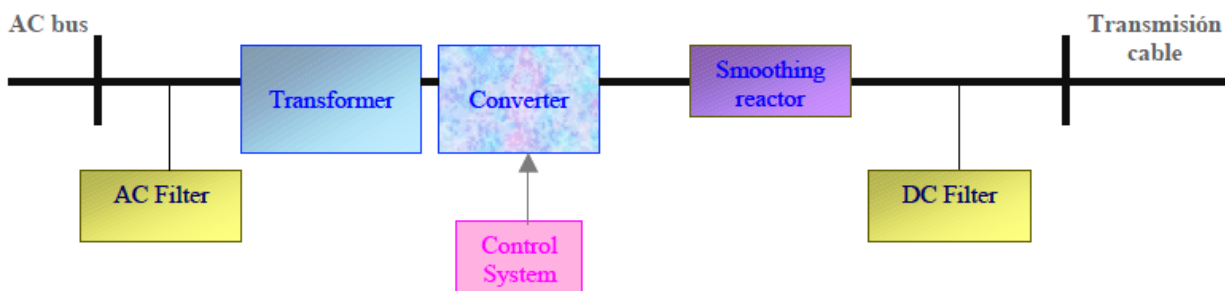 AC bus
Transmisión
cable
Transformer
Converter
Smoothing
reactor
AC Filter
DC Filter
Control
System